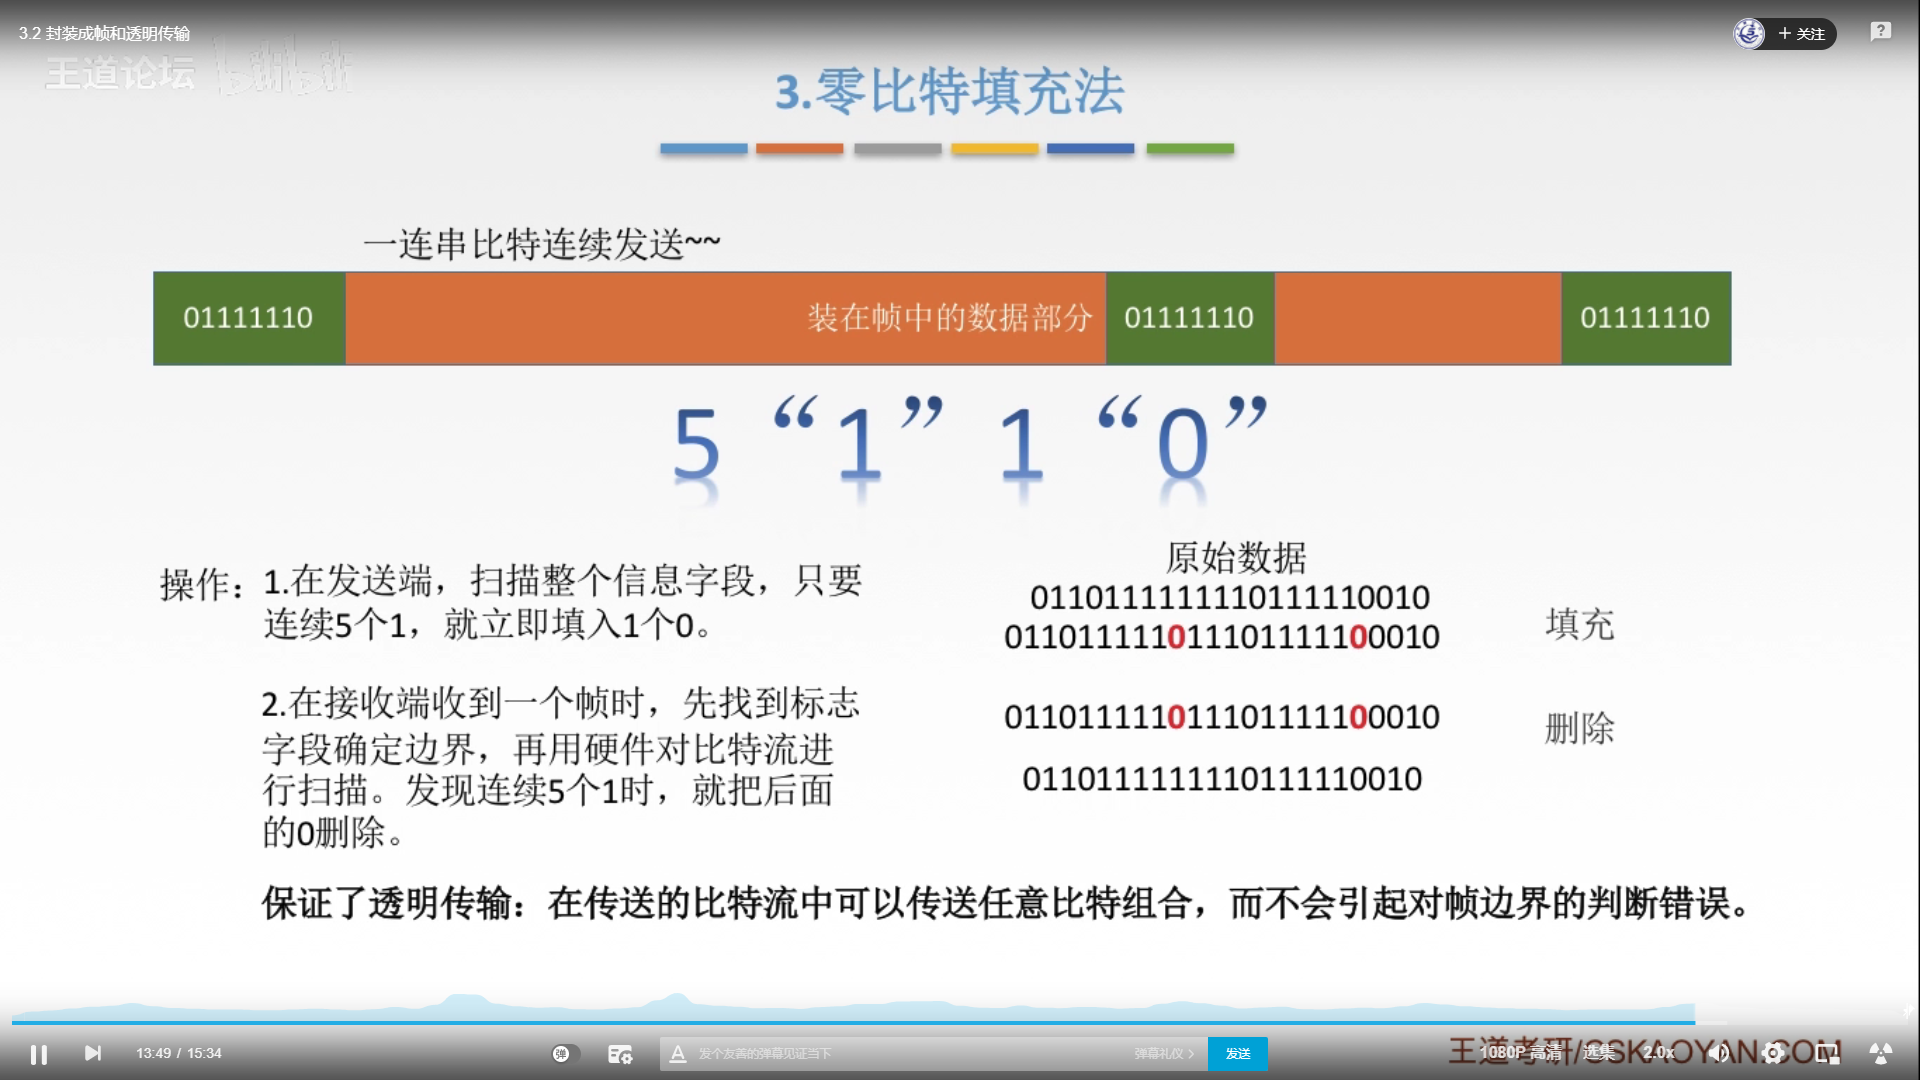 3.2 封装成帧和透明传输
关注
王道论坛 bilibili
3.零比特填充法
一连串比特连续发送~~
01111110 装在帧中的数据部分 01111110 01111110
5 “1” 1 “0”
操作：1.在发送端，扫描整个信息字段，只要
连续5个1，就立即填入1个0。
2.在接收端收到一个帧时，先找到标志
字段确定边界，再用硬件对比特流进
行扫描。发现连续5个1时，就把后面
的0删除。
原始数据
0110111111110111110010
011011111011101111100010
填充
011011111011101111100010
删除
0110111111110111110010
保证了透明传输：在传送的比特流中可以传送任意比特组合，而不会引起对帧边界的判断错误。
13:49 / 15:34
弹
发个友善的弹幕见证当下
弹幕礼仪
发送
王道考研/CSKAOYAN.COM
1080P 高清
选集
2.0x